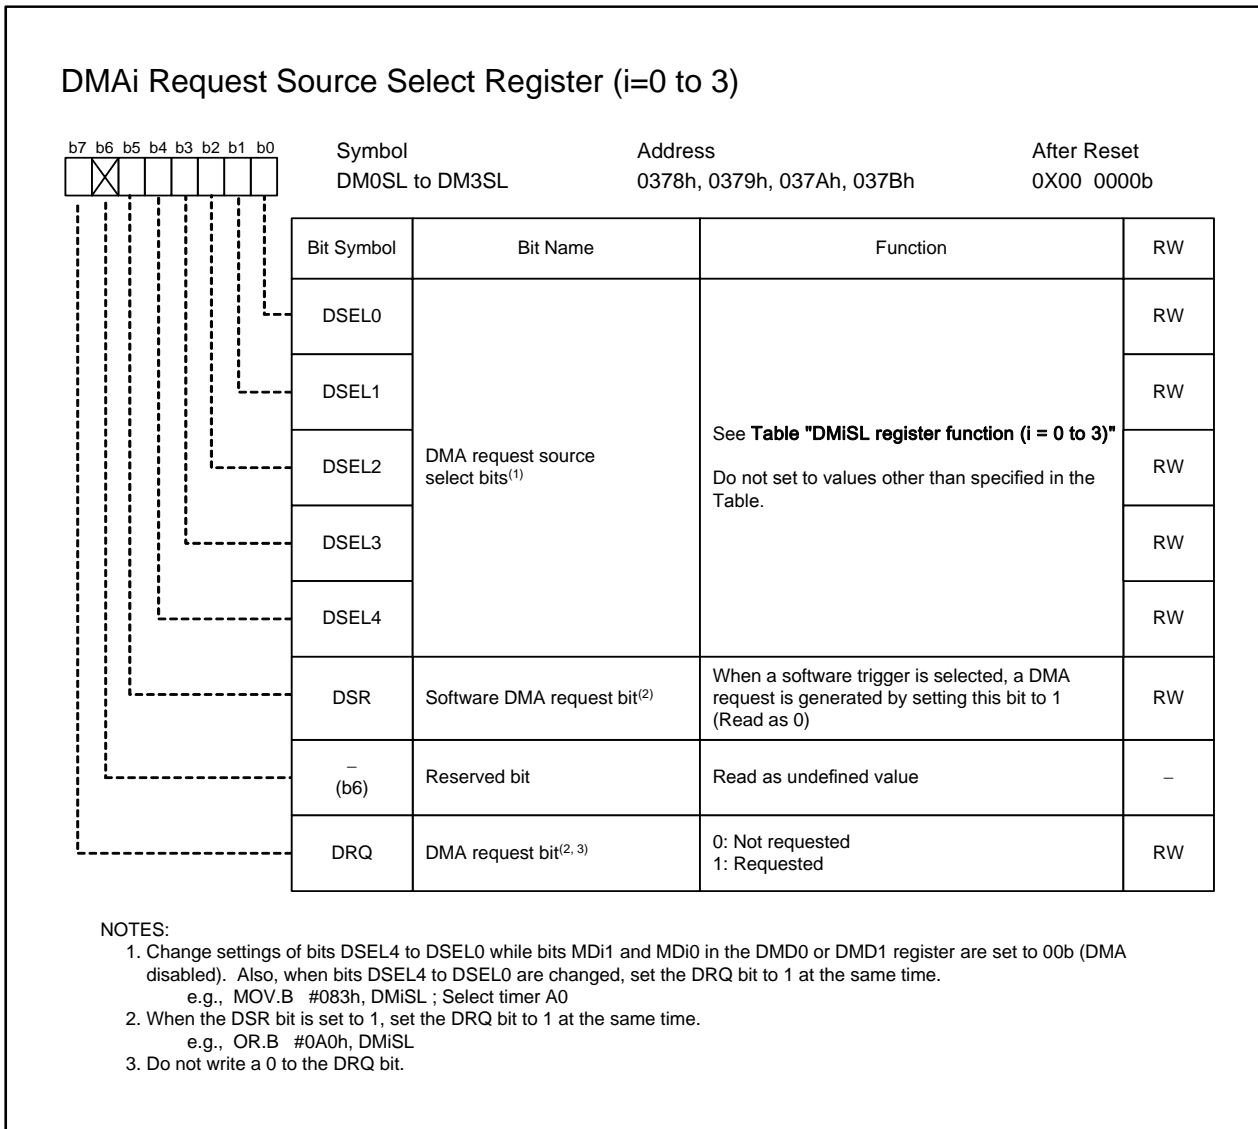 DMAi Request Source Select Register (i=0 to 3)
b7 b6 b5 b4 b3 b2 b1 b0
Symbol Address After Reset
DM0SL to DM3SL 0378h, 0379h, 037Ah, 037Bh 0X00 0000b
Bit Symbol Bit Name Function RW
DSEL0 RW
DSEL1 RW
DSEL2 RW
DSEL3 RW
DSEL4 RW
DMA request source
select bits(1)
See Table "DMiSL register function (i = 0 to 3)"
Do not set to values other than specified in the
Table.
DSR Software DMA request bit(2) RW
When a software trigger is selected, a DMA
request is generated by setting this bit to 1
(Read as 0)
–
(b6) Reserved bit Read as undefined value –
DRQ DMA request bit(2, 3) RW
0: Not requested
1: Requested
NOTES:
1. Change settings of bits DSEL4 to DSEL0 while bits MDi1 and MDi0 in the DMD0 or DMD1 register are set to 00b (DMA
disabled). Also, when bits DSEL4 to DSEL0 are changed, set the DRQ bit to 1 at the same time.
e.g., MOV.B #083h, DMiSL ; Select timer A0
2. When the DSR bit is set to 1, set the DRQ bit to 1 at the same time.
e.g., OR.B #0A0h, DMiSL
3. Do not write a 0 to the DRQ bit.